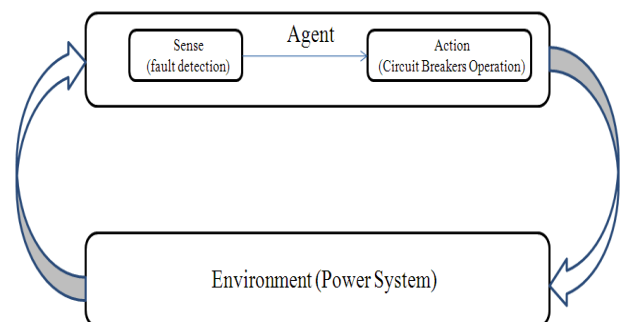 Agent
Sense
(fault detection)
Action
(Circuit Breakers Operation)
Environment (Power System)